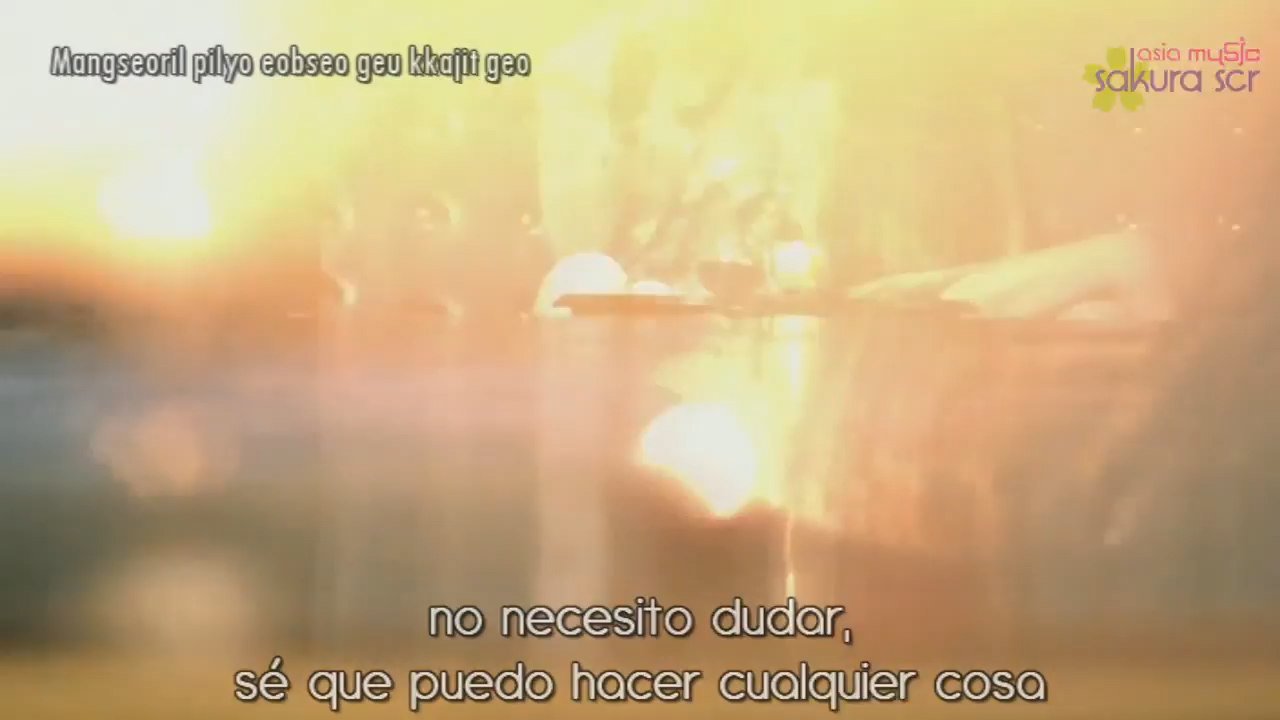 Mangseoril pilyo eobseo geu kkajit geo
asia music
sakura scr
no necesito dudar,
sé que puedo hacer cualquier cosa